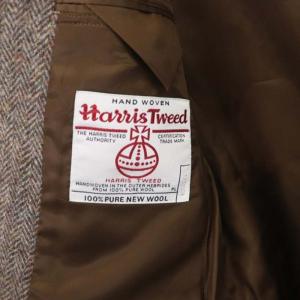 HAND WOVEN
Harris Tweed
THE HARRIS TWEED CERTIFICATION
AUTHORITY TRADE MARK
HARRIS TWEED
HANDWOVEN IN THE OUTER HEBRIDES
FROM 100% PURE WOOL
100% PURE NEW WOOL